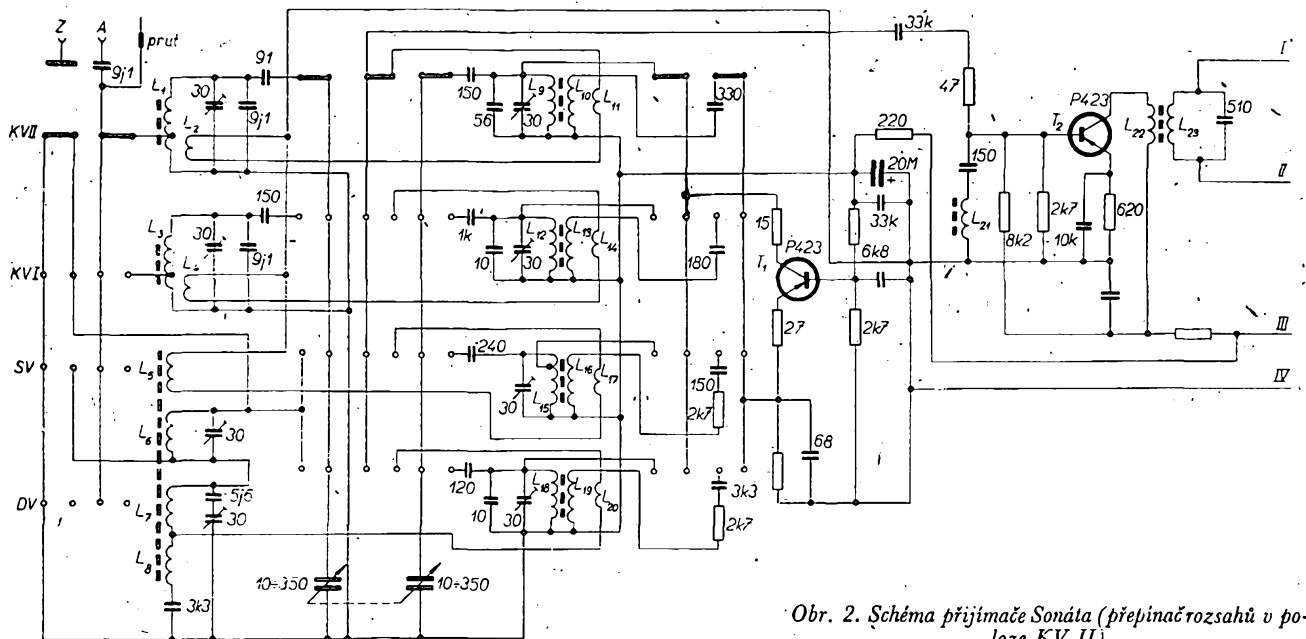 Z
A
prut
9j1
KVII
KVI
SV
DV
L1
L2
30
9j1
91
L3
L4
30
9j1
150
L5
L6
30
L7
5j6
30
L8
3k3
10÷350
10÷350
150
56
30
L9
L10
L11
330
1k
10
30
L12
L13
L14
180
240
30
L15
L16
L17
150
2k7
120
10
30
L18
L19
L20
3k3
2k7
33k
47
220
20M
+
33k
15
P423
T1
6k8
27
2k7
68
150
L21
8k2
2k7
T2
P423
10k
620
L22
L23
510
I
II
III
IV
Obr. 2. Schéma přijímače Sonáta (přepínač rozsahů v po-
loze KV II)